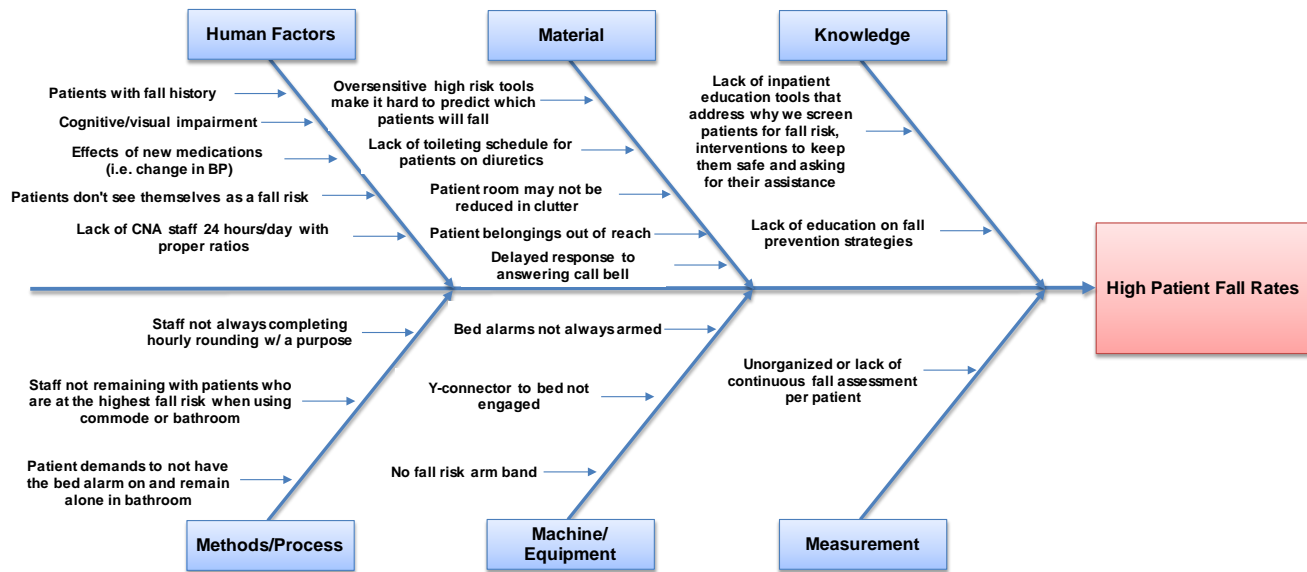 Human Factors
Material
Knowledge
Patients with fall history
Cognitive/visual impairment
Effects of new medications
(i.e. change in BP)
Patients don't see themselves as a fall risk
Lack of CNA staff 24 hours/day with
proper ratios
Oversensitive high risk tools
make it hard to predict which
patients will fall
Lack of toileting schedule for
patients on diuretics
Patient room may not be
reduced in clutter
Patient belongings out of reach
Delayed response to
answering call bell
Lack of inpatient
education tools that
address why we screen
patients for fall risk,
interventions to keep
them safe and asking
for their assistance
Lack of education on fall
prevention strategies
High Patient Fall Rates
Staff not always completing
hourly rounding w/ a purpose
Staff not remaining with patients who
are at the highest fall risk when using
commode or bathroom
Patient demands to not have
the bed alarm on and remain
alone in bathroom
Bed alarms not always armed
Y-connector to bed not
engaged
No fall risk arm band
Unorganized or lack of
continuous fall assessment
per patient
Methods/Process
Machine/
Equipment
Measurement